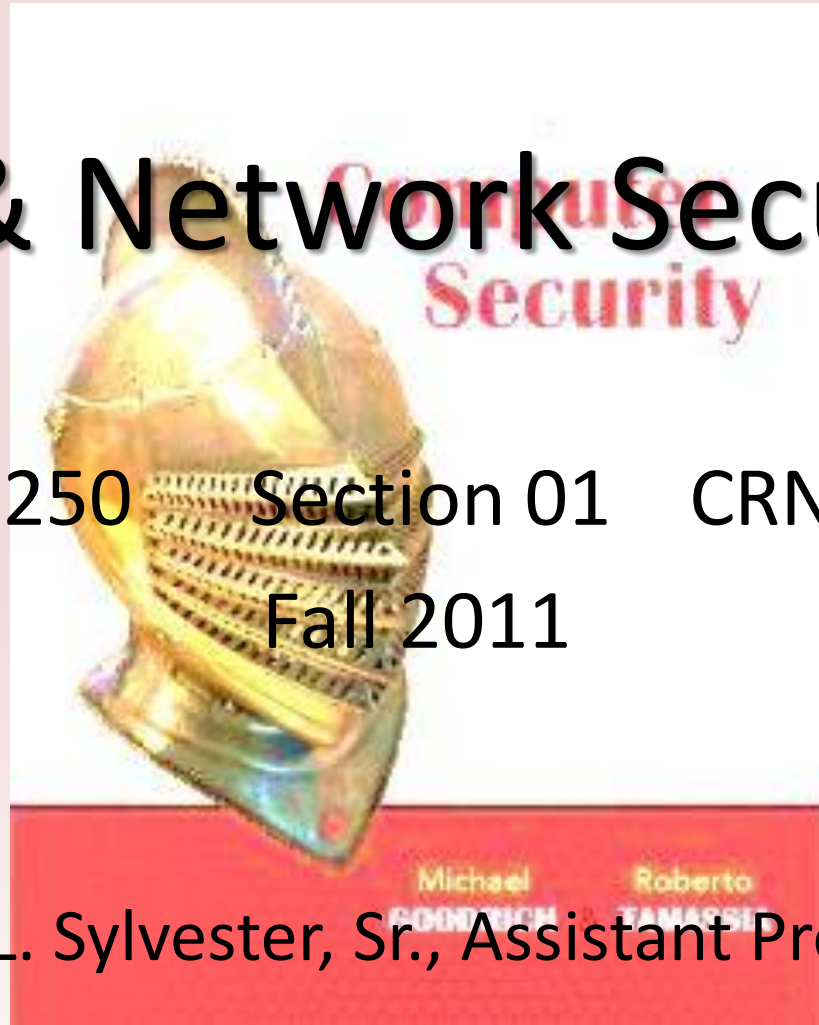 Computer
& Network Secu
Security
250 Section 01 CRN
Fall 2011
Michael Roberto
GOODRICH & TAMASSIA
L. Sylvester, Sr., Assistant Pro